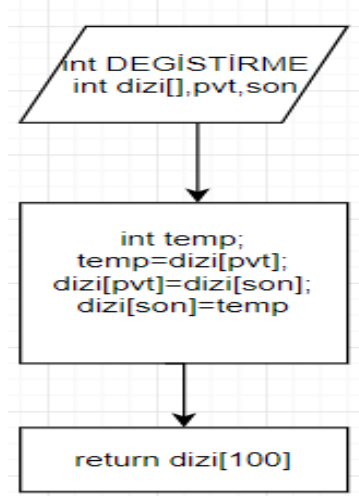 int DEGİSTİRME
int dizi[],pvt,son
int temp;
temp=dizi[pvt];
dizi[pvt]=dizi[son];
dizi[son]=temp
return dizi[100]